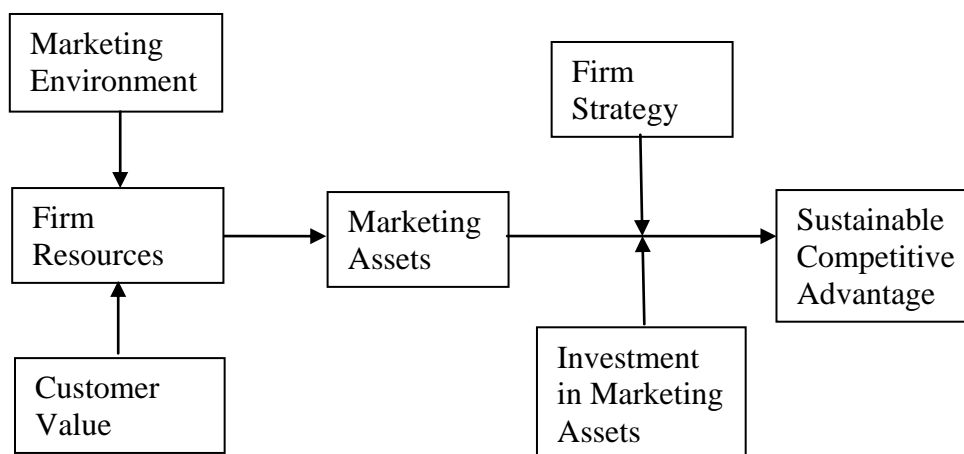 Marketing
Environment
Firm
Strategy
Firm
Resources
Marketing
Assets
Sustainable
Competitive
Advantage
Customer
Value
Investment
in Marketing
Assets